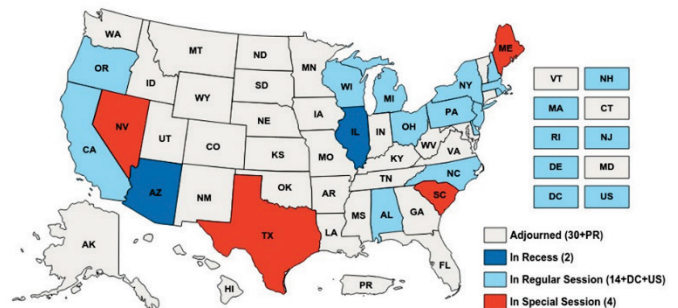 WA
ME
MT
ND
MN
OR
VT
NH
ID
SD
WI
NY
WY
MI
MA
CT
IA
PA
NE
NV
IL
IN
OH
RI
NJ
UT
CO
WV
VA
CA
KS
MO
KY
DE
MD
NC
TN
AZ
NM
OK
AR
SC
DC
US
MS
AL
GA
TX
LA
Adjourned (30+PR)
AK
FL
In Recess (2)
In Regular Session (14+DC+US)
HI
PR
In Special Session (4)